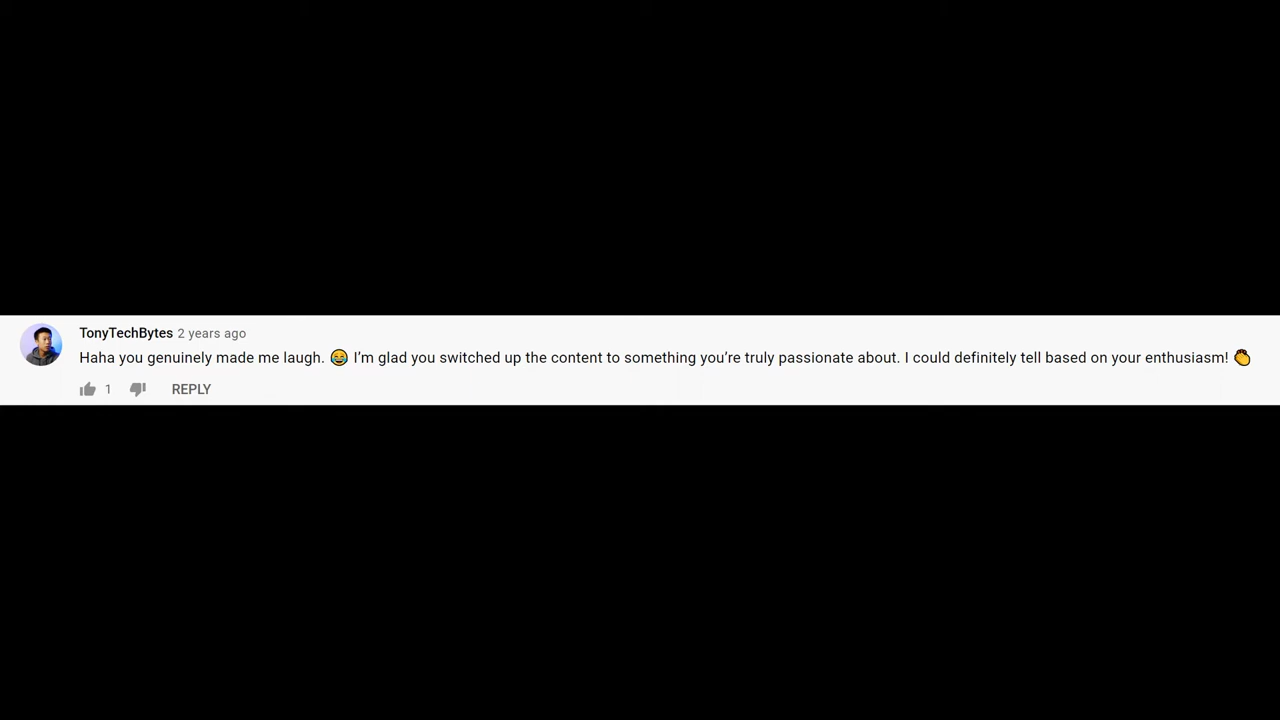 TonyTechBytes 2 years ago
Haha you genuinely made me laugh. 😂 I’m glad you switched up the content to something you’re truly passionate about. I could definitely tell based on your enthusiasm! 👏
1 REPLY